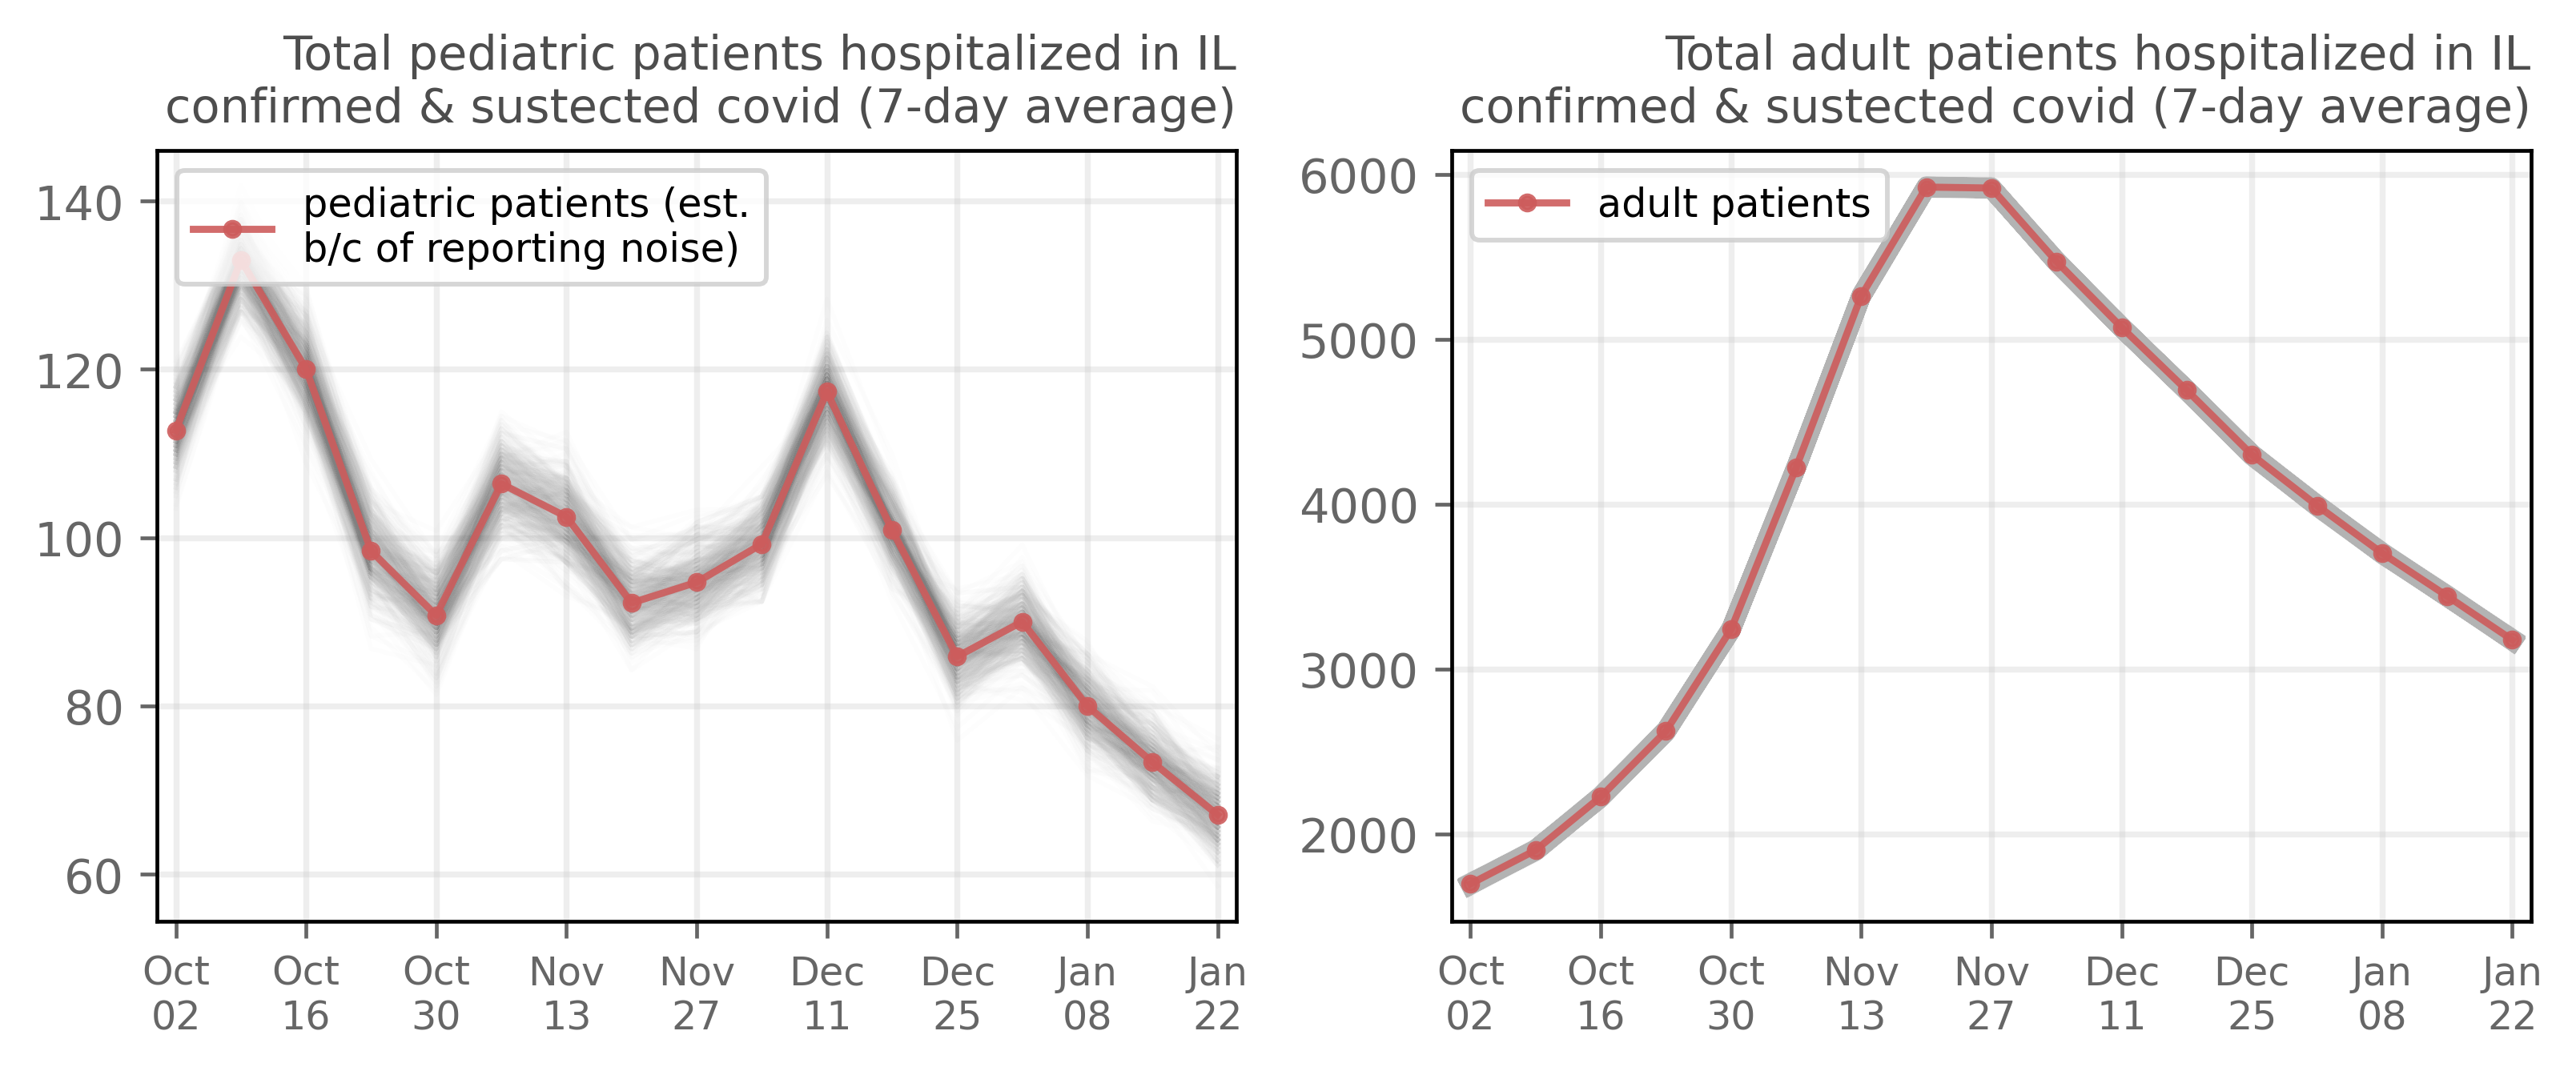 Total pediatric patients hospitalized in IL
confirmed & sustected covid (7-day average)
pediatric patients (est.
b/c of reporting noise)
140
120
100
80
60
Oct Oct Oct Nov Nov Dec Dec Jan Jan
02 16 30 13 27 11 25 08 22
Total adult patients hospitalized in IL
confirmed & sustected covid (7-day average)
adult patients
6000
5000
4000
3000
2000
Oct Oct Oct Nov Nov Dec Dec Jan Jan
02 16 30 13 27 11 25 08 22